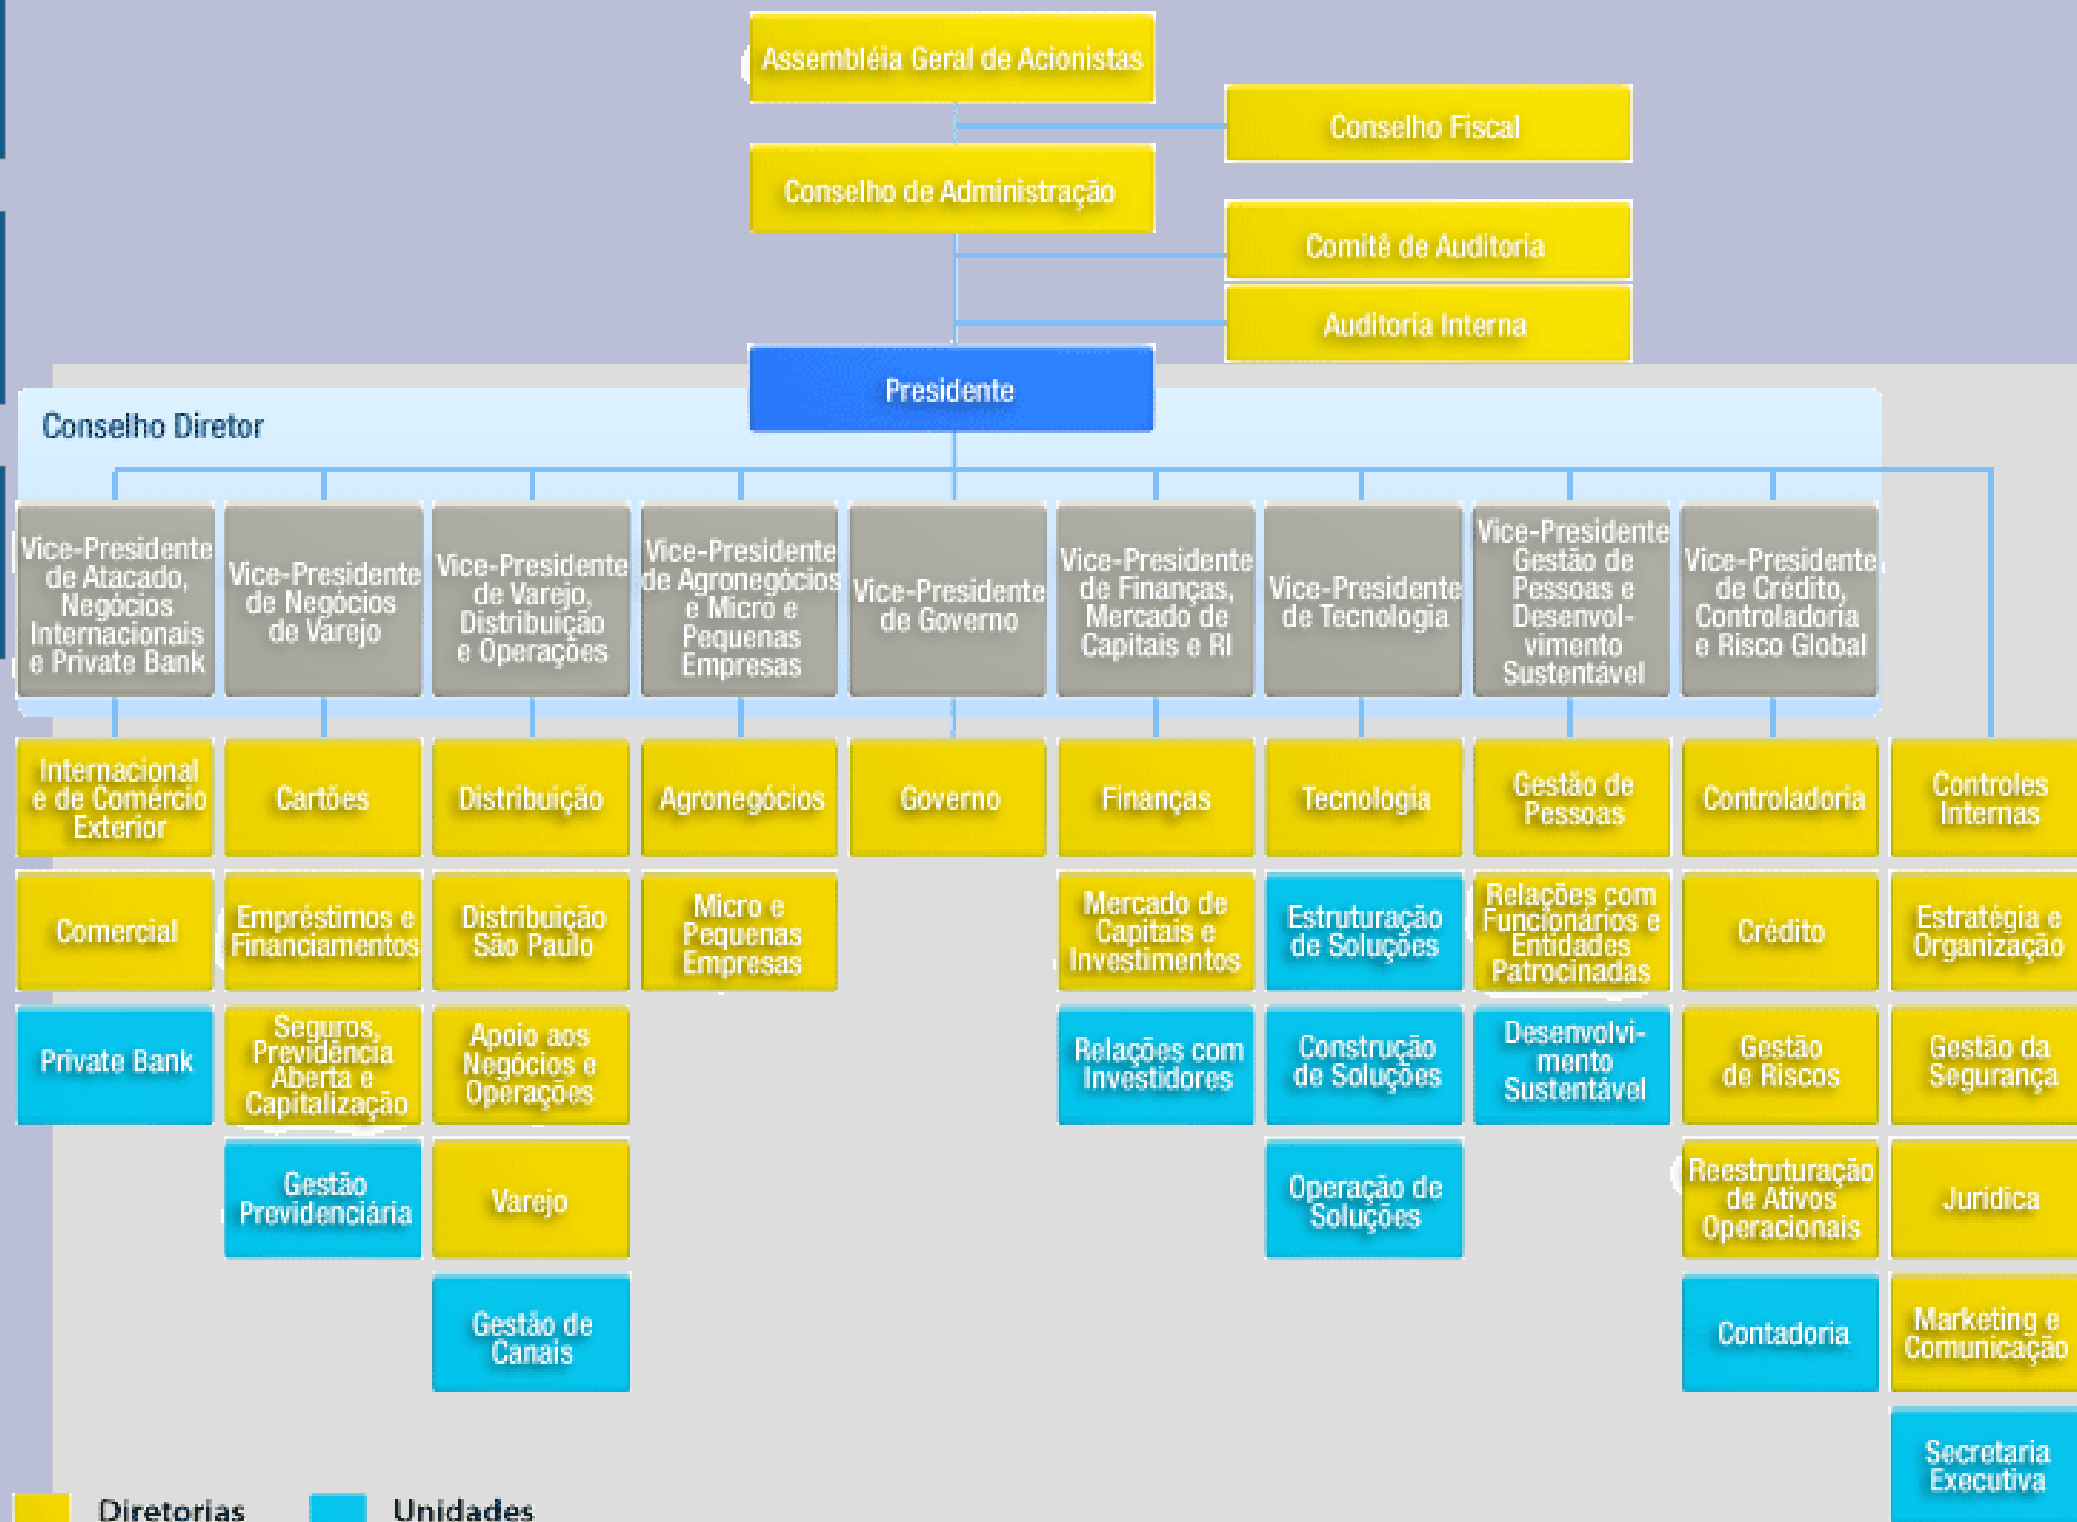 Assembléia Geral de Acionistas
Conselho Fiscal
Conselho de Administração
Comitê de Auditoria
Auditoria Interna
Presidente
Conselho Diretor
Vice-Presidente
de Atacado,
Negócios
Internacionais
e Private Bank
Vice-Presidente
de Negócios
de Varejo
Vice-Presidente
de Varejo,
Distribuição
e Operações
Vice-Presidente
de Agronegócios
e Micro e
Pequenas
Empresas
Vice-Presidente
de Governo
Vice-Presidente
de Finanças,
Mercado de
Capitais e RI
Vice-Presidente
de Tecnologia
Vice-Presidente
Gestão de
Pessoas e
Desenvol-
vimento
Sustentável
Vice-Presidente
de Crédito,
Controladoria
e Risco Global
Internacional
e de Comércio
Exterior
Cartões
Distribuição
Agronegócios
Governo
Finanças
Tecnologia
Gestão de
Pessoas
Controladoria
Controles
Internas
Comercial
Empréstimos e
Financiamentos
Distribuição
São Paulo
Micro e
Pequenas
Empresas
Mercado de
Capitais e
Investimentos
Estruturação
de Soluções
Relações com
Funcionários e
Entidades
Patrocinadas
Crédito
Estratégia e
Organização
Private Bank
Seguros,
Previdência
Aberta e
Capitalização
Apoio aos
Negócios e
Operações
Relações com
Investidores
Construção
de Soluções
Desenvolvi-
mento
Sustentável
Gestão
de Riscos
Gestão da
Segurança
Gestão
Previdenciária
Varejo
Operação de
Soluções
Reestruturação
de Ativos
Operacionais
Jurídica
Gestão de
Canais
Contadoria
Marketing e
Comunicação
Secretaria
Executiva
Diretorias
Unidades